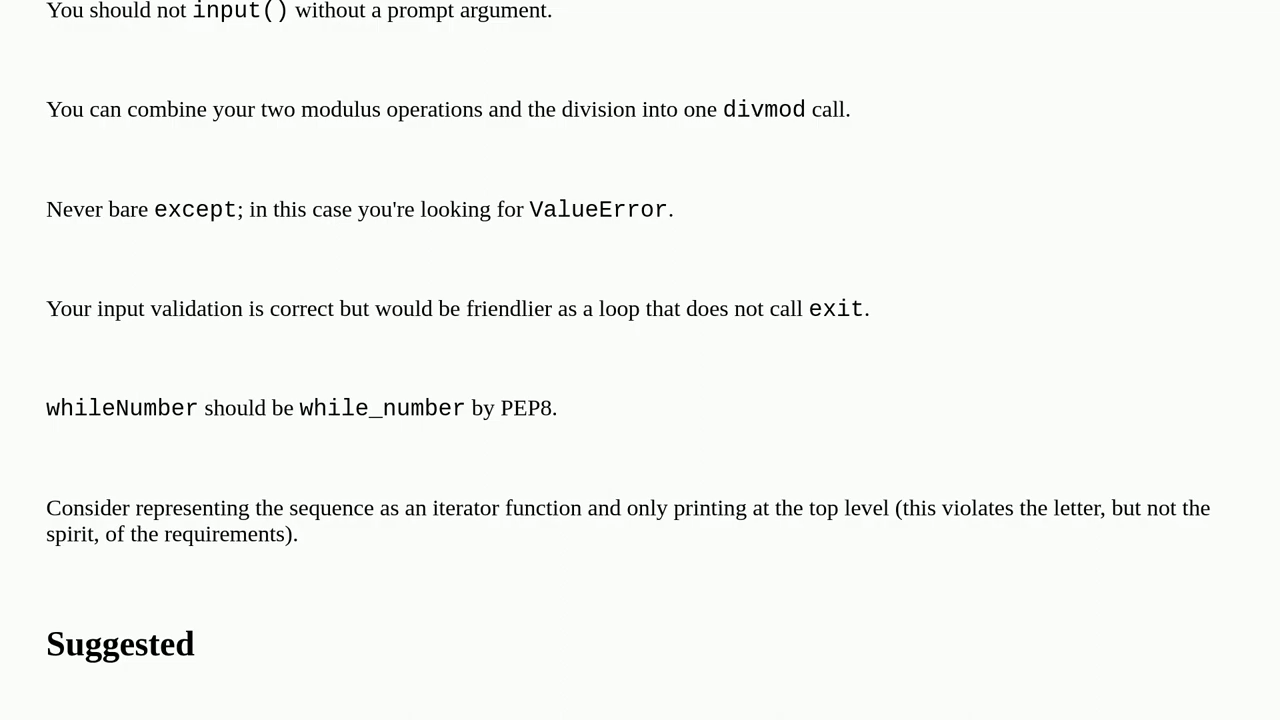 You should not input() without a prompt argument.
You can combine your two modulus operations and the division into one divmod call.
Never bare except; in this case you're looking for ValueError.
Your input validation is correct but would be friendlier as a loop that does not call exit.
whileNumber should be while_number by PEP8.
Consider representing the sequence as an iterator function and only printing at the top level (this violates the letter, but not the
spirit, of the requirements).
Suggested